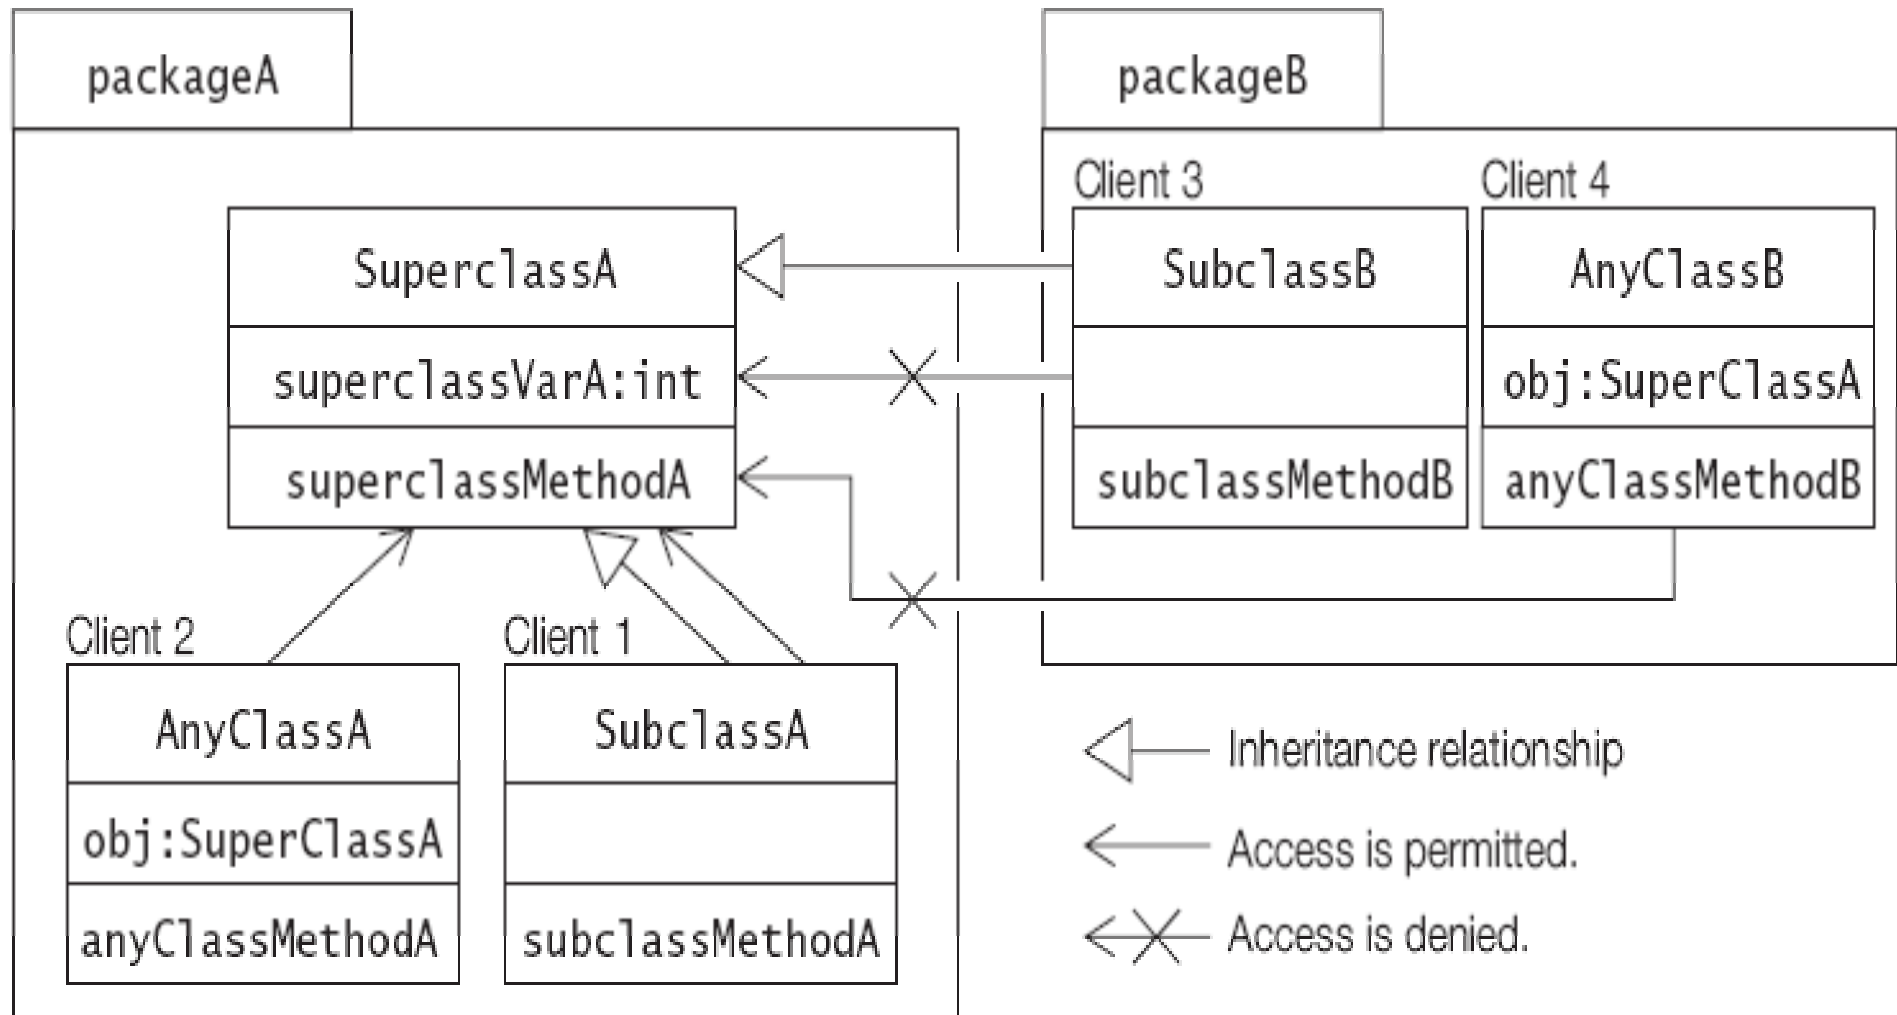 packageA
packageB
Client 3
Client 4
SuperclassA
SubclassB
AnyClassB
superclassVarA:int
obj:SuperClassA
superclassMethodA
subclassMethodB
anyClassMethodB
Client 2
Client 1
AnyClassA
SubclassA
obj:SuperClassA
anyClassMethodA
subclassMethodA
Inheritance relationship
Access is permitted.
Access is denied.